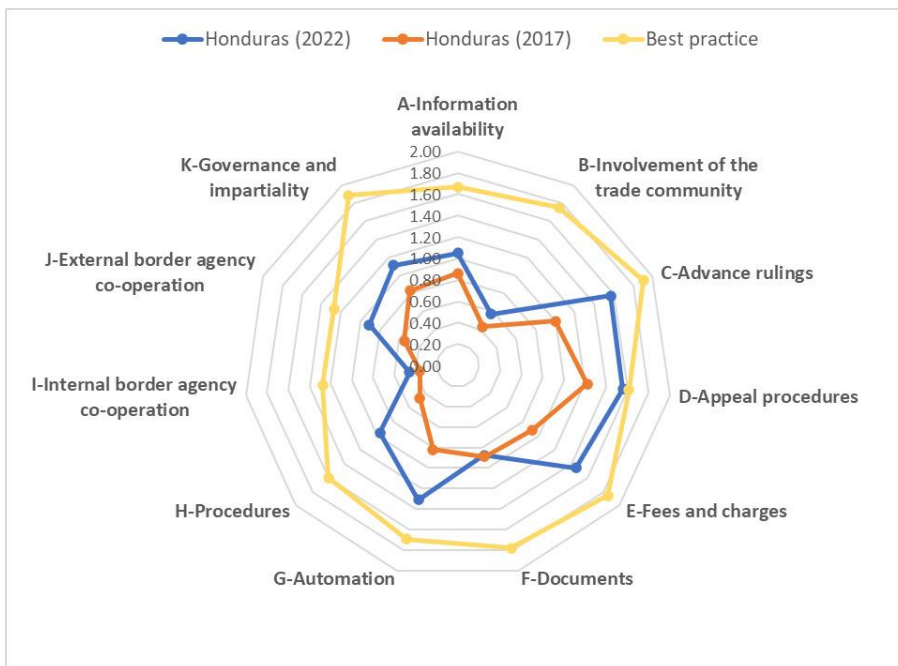 Honduras (2022) Honduras (2017) Best practice
A-Information
availability
B-Involvement of the
trade community
C-Advance rulings
D-Appeal procedures
E-Fees and charges
F-Documents
G-Automation
H-Procedures
I-Internal border agency
co-operation
J-External border agency
co-operation
K-Governance and
impartiality
2.00
1.80
1.60
1.40
1.20
1.00
0.80
0.60
0.40
0.20
0.00